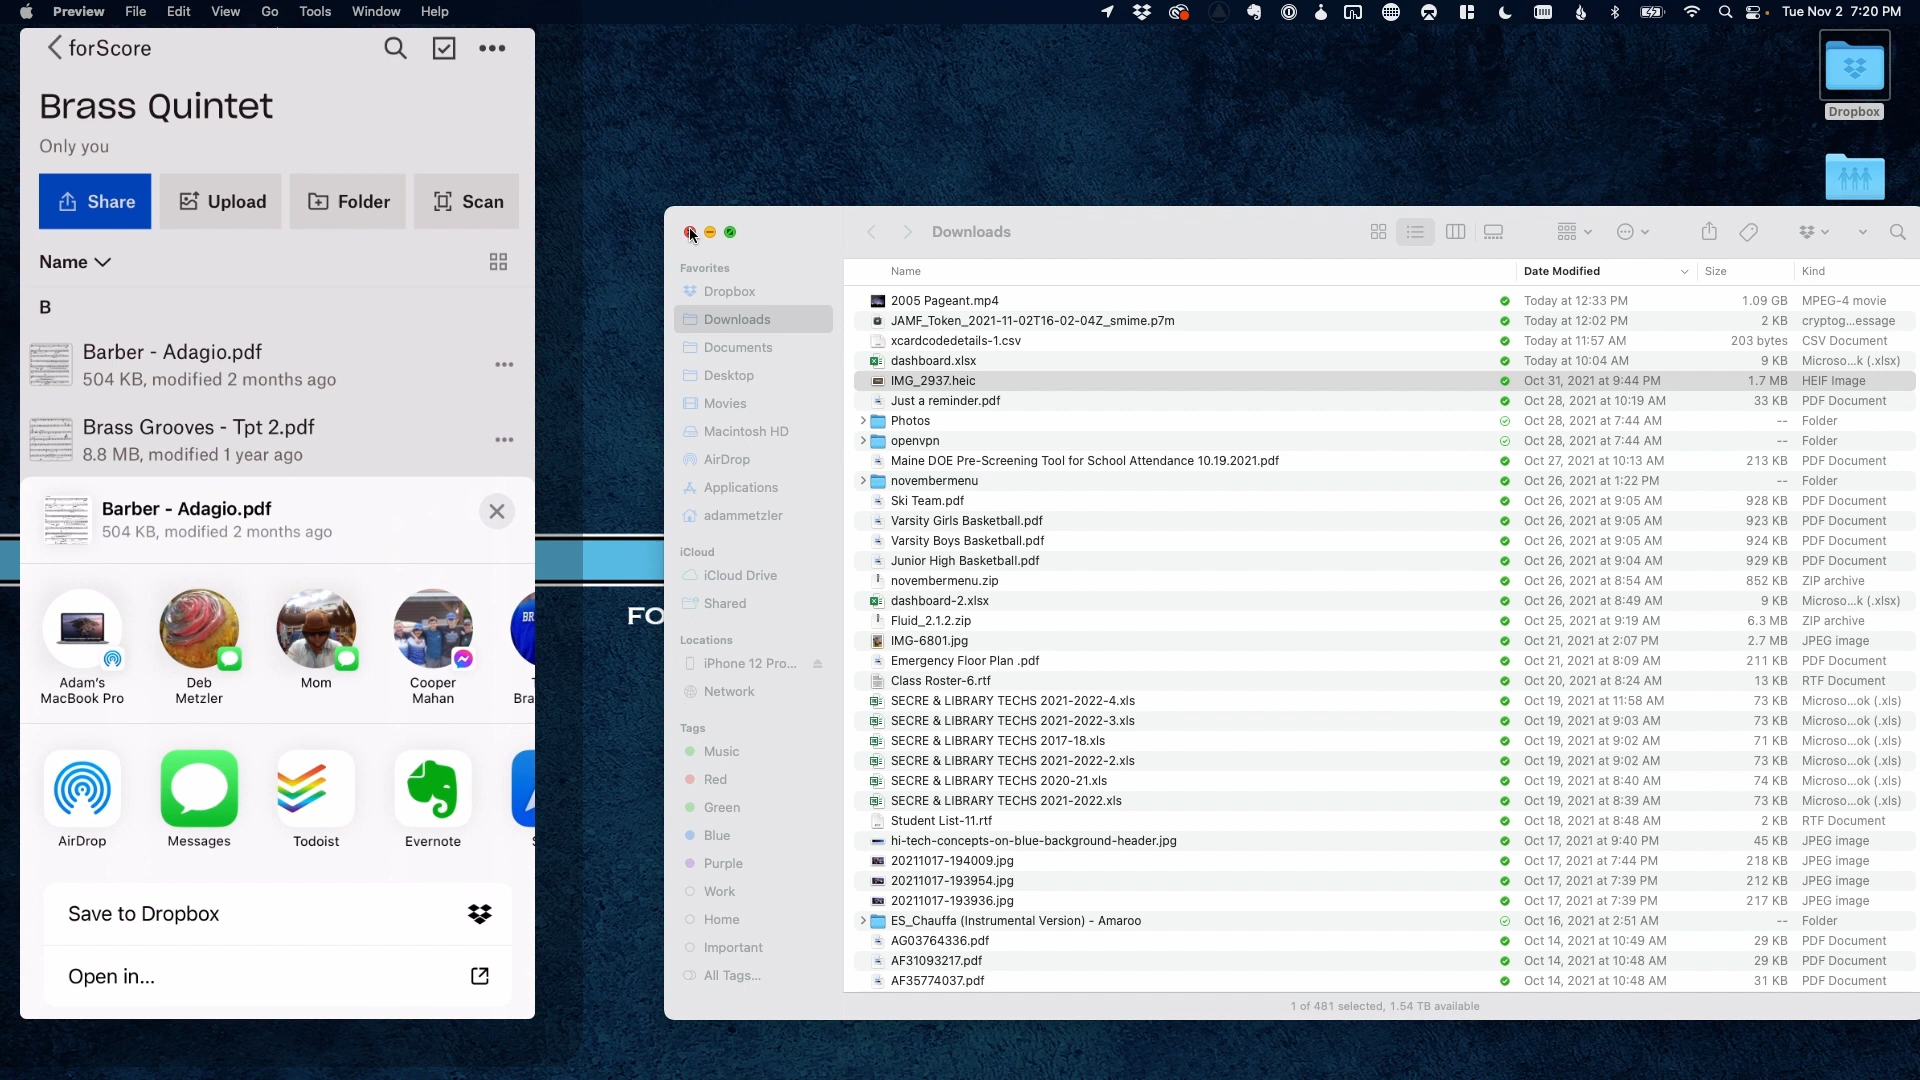 Preview File Edit View Go Tools Window Help
Tue Nov 2 7:20 PM
forScore
Brass Quintet
Only you
Share Upload Folder Scan
Name
B
Barber - Adagio.pdf
504 KB, modified 2 months ago
Brass Grooves - Tpt 2.pdf
8.8 MB, modified 1 year ago
Barber - Adagio.pdf
504 KB, modified 2 months ago
Adam's
MacBook Pro
Deb
Metzler
Mom
Cooper
Mahan
Bra
AirDrop
Messages
Todoist
Evernote
Save to Dropbox
Open in...
FO
Dropbox
Downloads
Favorites
Dropbox
Downloads
Documents
Desktop
Movies
Macintosh HD
AirDrop
Applications
adammetzler
iCloud
iCloud Drive
Shared
Locations
iPhone 12 Pro...
Network
Tags
Music
Red
Green
Blue
Purple
Work
Home
Important
All Tags...
Name Date Modified Size Kind
2005 Pageant.mp4 Today at 12:33 PM 1.09 GB MPEG-4 movie
JAMF_Token_2021-11-02T16-02-04Z_smime.p7m Today at 12:02 PM 2 KB cryptog...essage
xcardcodedetails-1.csv Today at 11:57 AM 203 bytes CSV Document
dashboard.xlsx Today at 10:04 AM 9 KB Microso...k (.xlsx)
IMG_2937.heic Oct 31, 2021 at 9:44 PM 1.7 MB HEIF Image
Just a reminder.pdf Oct 28, 2021 at 10:19 AM 33 KB PDF Document
Photos Oct 28, 2021 at 7:44 AM -- Folder
openvpn Oct 28, 2021 at 7:44 AM -- Folder
Maine DOE Pre-Screening Tool for School Attendance 10.19.2021.pdf Oct 27, 2021 at 10:13 AM 213 KB PDF Document
novembermenu Oct 26, 2021 at 1:22 PM -- Folder
Ski Team.pdf Oct 26, 2021 at 9:05 AM 928 KB PDF Document
Varsity Girls Basketball.pdf Oct 26, 2021 at 9:05 AM 923 KB PDF Document
Varsity Boys Basketball.pdf Oct 26, 2021 at 9:05 AM 924 KB PDF Document
Junior High Basketball.pdf Oct 26, 2021 at 9:04 AM 929 KB PDF Document
novembermenu.zip Oct 26, 2021 at 8:54 AM 852 KB ZIP archive
dashboard-2.xlsx Oct 26, 2021 at 8:49 AM 9 KB Microso...k (.xlsx)
Fluid_2.1.2.zip Oct 25, 2021 at 9:19 AM 6.3 MB ZIP archive
IMG-6801.jpg Oct 21, 2021 at 2:07 PM 2.7 MB JPEG image
Emergency Floor Plan .pdf Oct 21, 2021 at 8:09 AM 211 KB PDF Document
Class Roster-6.rtf Oct 20, 2021 at 8:24 AM 13 KB RTF Document
SECRE & LIBRARY TECHS 2021-2022-4.xls Oct 19, 2021 at 11:58 AM 73 KB Microso...ok (.xls)
SECRE & LIBRARY TECHS 2021-2022-3.xls Oct 19, 2021 at 9:03 AM 73 KB Microso...ok (.xls)
SECRE & LIBRARY TECHS 2017-18.xls Oct 19, 2021 at 9:02 AM 71 KB Microso...ok (.xls)
SECRE & LIBRARY TECHS 2021-2022-2.xls Oct 19, 2021 at 9:02 AM 73 KB Microso...ok (.xls)
SECRE & LIBRARY TECHS 2020-21.xls Oct 19, 2021 at 8:40 AM 74 KB Microso...ok (.xls)
SECRE & LIBRARY TECHS 2021-2022.xls Oct 19, 2021 at 8:39 AM 73 KB Microso...ok (.xls)
Student List-11.rtf Oct 18, 2021 at 8:48 AM 2 KB RTF Document
hi-tech-concepts-on-blue-background-header.jpg Oct 17, 2021 at 9:40 PM 45 KB JPEG image
20211017-194009.jpg Oct 17, 2021 at 7:44 PM 218 KB JPEG image
20211017-193954.jpg Oct 17, 2021 at 7:39 PM 212 KB JPEG image
20211017-193936.jpg Oct 17, 2021 at 7:39 PM 217 KB JPEG image
ES_Chauffa (Instrumental Version) - Amaroo Oct 16, 2021 at 2:51 AM -- Folder
AG03764336.pdf Oct 14, 2021 at 10:49 AM 29 KB PDF Document
AF31093217.pdf Oct 14, 2021 at 10:48 AM 29 KB PDF Document
AF35774037.pdf Oct 14, 2021 at 10:48 AM 31 KB PDF Document
1 of 481 selected, 1.54 TB available